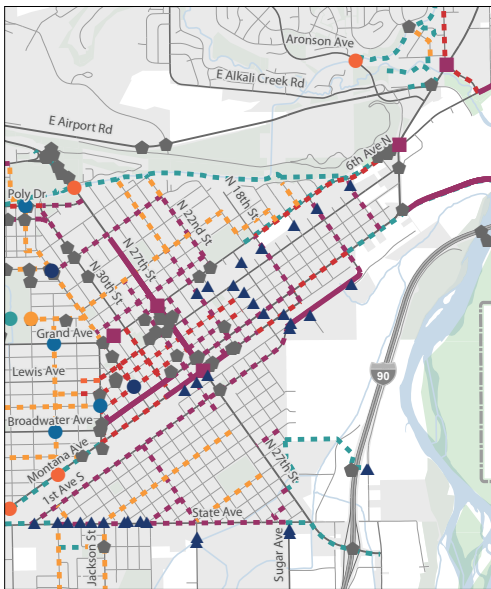 Aronson Ave
E Alkali Creek Rd
E Airport Rd
6th Ave N
Poly Dr
N 18th St
N 22nd St
N 27th St
N 30th St
Grand Ave
Lewis Ave
90
Broadwater Ave
Montana Ave
1st Ave S
N 27th St
State Ave
Jackson St
Sugar Ave